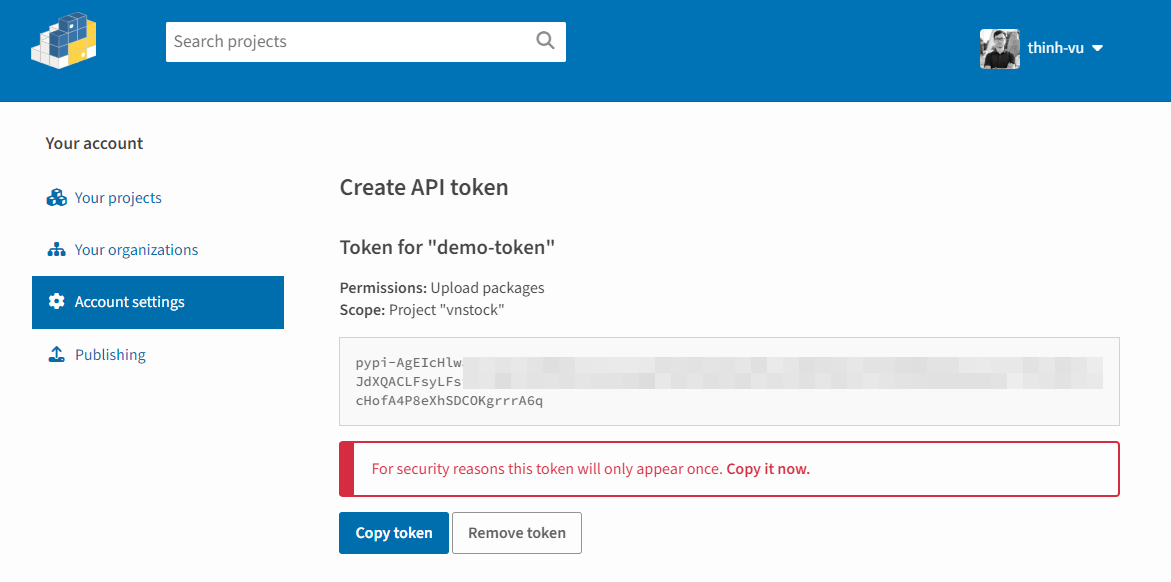 Search projects
thinh-vu
Your account
Your projects
Your organizations
Account settings
Publishing
Create API token
Token for "demo-token"
Permissions: Upload packages
Scope: Project "vnstock"
pypi-AgEIcHlw
JdXQACLFsyLFs
cHofA4P8eXhSDCOKgrrrA6q
For security reasons this token will only appear once. Copy it now.
Copy token
Remove token